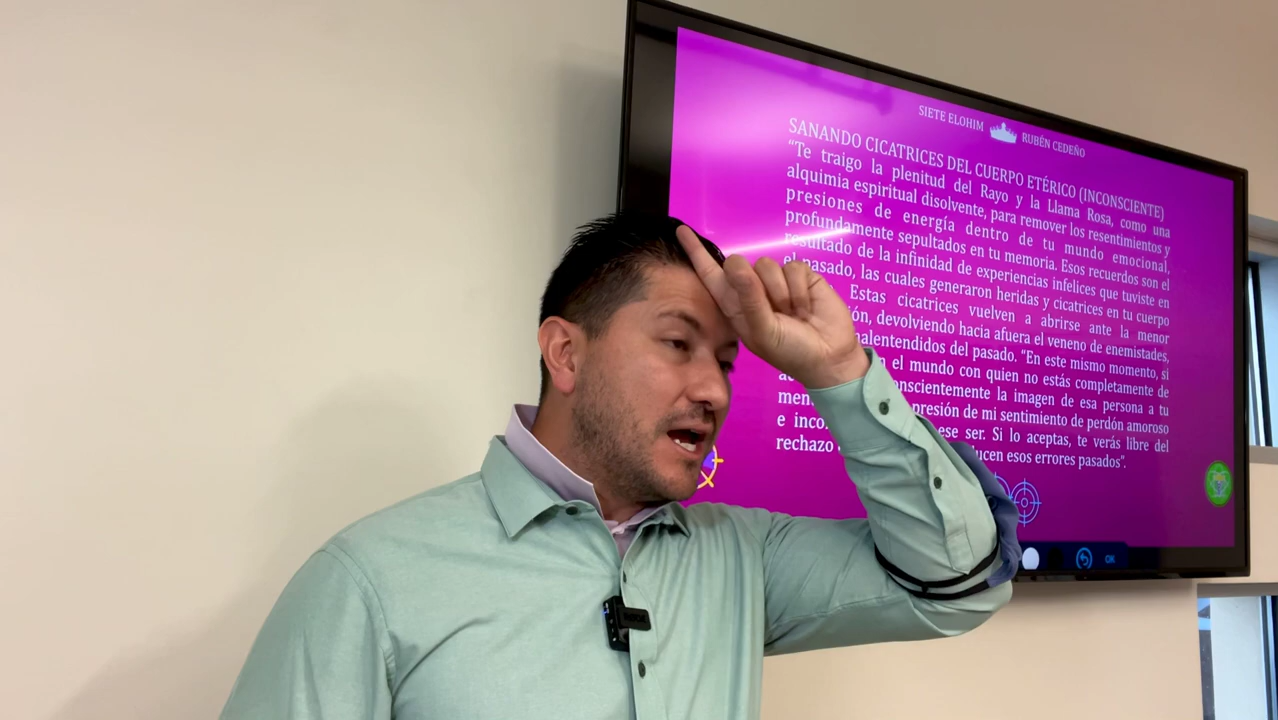 SIETE ELOHIM RUBÉN CEDEÑO
SANANDO CICATRICES DEL CUERPO ETÉRICO (INCONSCIENTE)
“Te traigo la plenitud del Rayo y la Llama Rosa, como una
alquimia espiritual disolvente, para remover los resentimientos y
presiones de energía dentro de tu mundo emocional,
profundamente sepultados en tu memoria. Esos recuerdos son el
resultado de la infinidad de experiencias infelices que tuviste en
el pasado, las cuales generaron heridas y cicatrices en tu cuerpo
Estas cicatrices vuelven a abrirse ante la menor
devolviendo hacia afuera el veneno de enemistades,
malentendidos del pasado. “En este mismo momento, si
el mundo con quien no estás completamente de
conscientemente la imagen de esa persona a tu
presión de mi sentimiento de perdón amoroso
e ese ser. Si lo aceptas, te verás libre del
rechazo esos errores pasados”.
OK